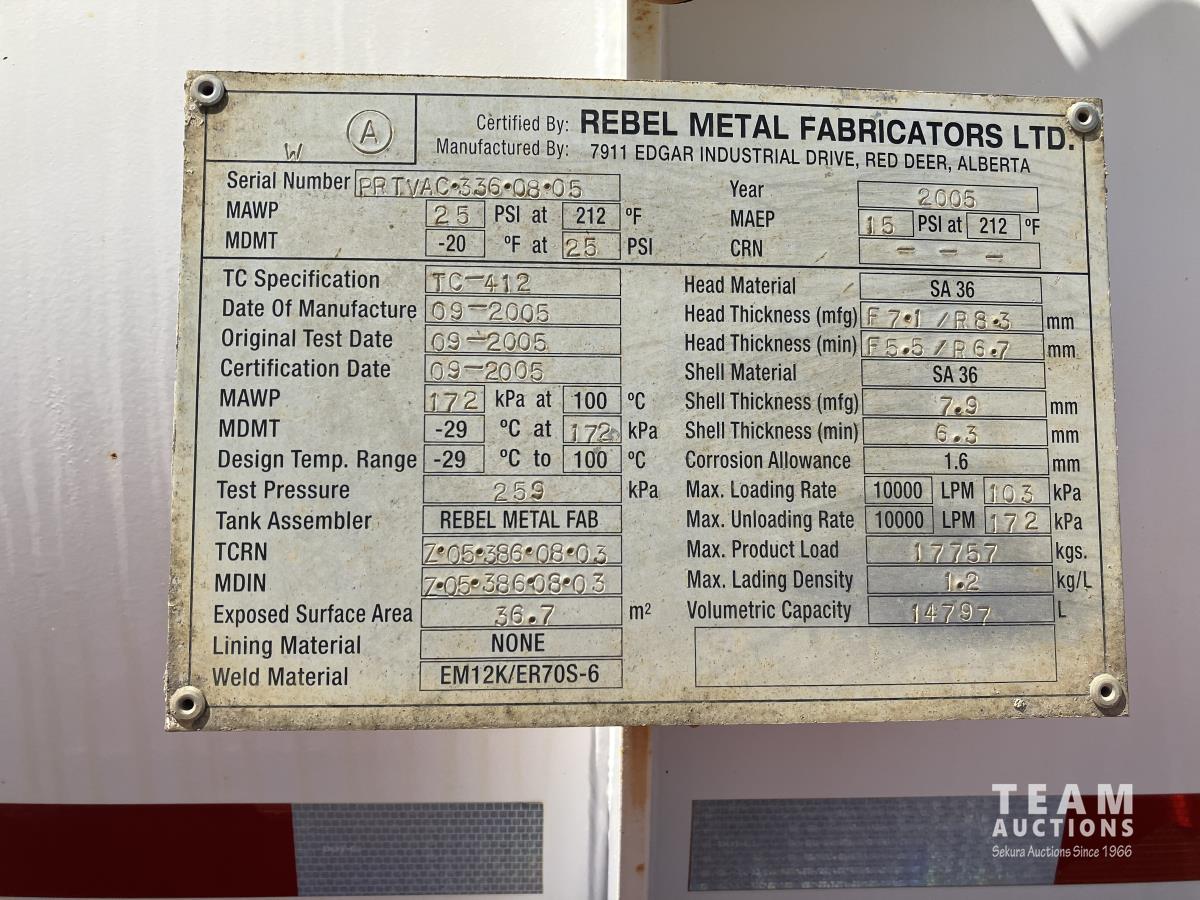 W A
Certified By: REBEL METAL FABRICATORS LTD.
Manufactured By: 7911 EDGAR INDUSTRIAL DRIVE, RED DEER, ALBERTA
Serial Number PRTVAC•336•08•05
MAWP 25 PSI at 212 ºF
MDMT -20 ºF at 25 PSI
Year 2005
MAEP 15 PSI at 212 ºF
CRN – – –
TC Specification TC-412
Date Of Manufacture 09-2005
Original Test Date 09-2005
Certification Date 09-2005
MAWP 172 kPa at 100 ºC
MDMT -29 ºC at 172 kPa
Design Temp. Range -29 ºC to 100 ºC
Test Pressure 259 kPa
Tank Assembler REBEL METAL FAB
TCRN Z•05•386•08•03
MDIN Z•05•386•08•03
Exposed Surface Area 36.7 m²
Lining Material NONE
Weld Material EM12K/ER70S-6
Head Material SA 36
Head Thickness (mfg) F7.1/R8.3 mm
Head Thickness (min) F5.5/R6.7 mm
Shell Material SA 36
Shell Thickness (mfg) 7.9 mm
Shell Thickness (min) 6.3 mm
Corrosion Allowance 1.6 mm
Max. Loading Rate 10000 LPM 103 kPa
Max. Unloading Rate 10000 LPM 172 kPa
Max. Product Load 17757 kgs.
Max. Lading Density 1.2 kg/L
Volumetric Capacity 14797 L
TEAM
AUCTIONS
Sekura Auctions Since 1966